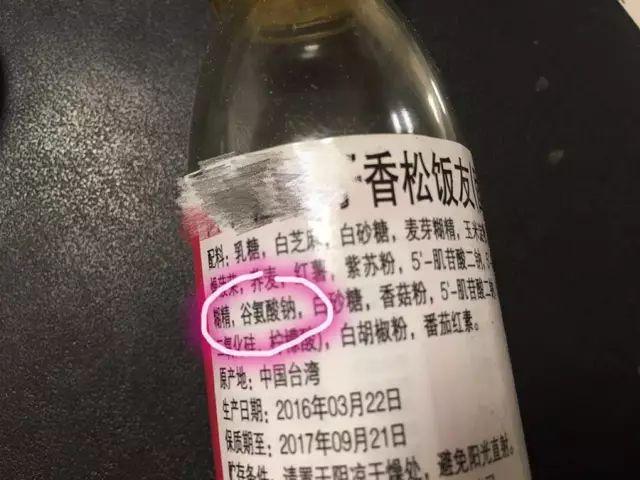 香松饭友
配料：乳糖，白芝麻，白砂糖，麦芽糊精，玉米
菠菜，荞麦，红薯，紫苏粉，5'-肌苷酸二钠，5'-
糊精，谷氨酸钠，白砂糖，香菇粉，5'-肌苷酸二
二氧化硅，柠檬酸)，白胡椒粉，番茄红素。
原产地：中国台湾
生产日期：2016年03月22日
保质期至：2017年09月21日
贮存条件：请置于阴凉干燥处，避免阳光直射。